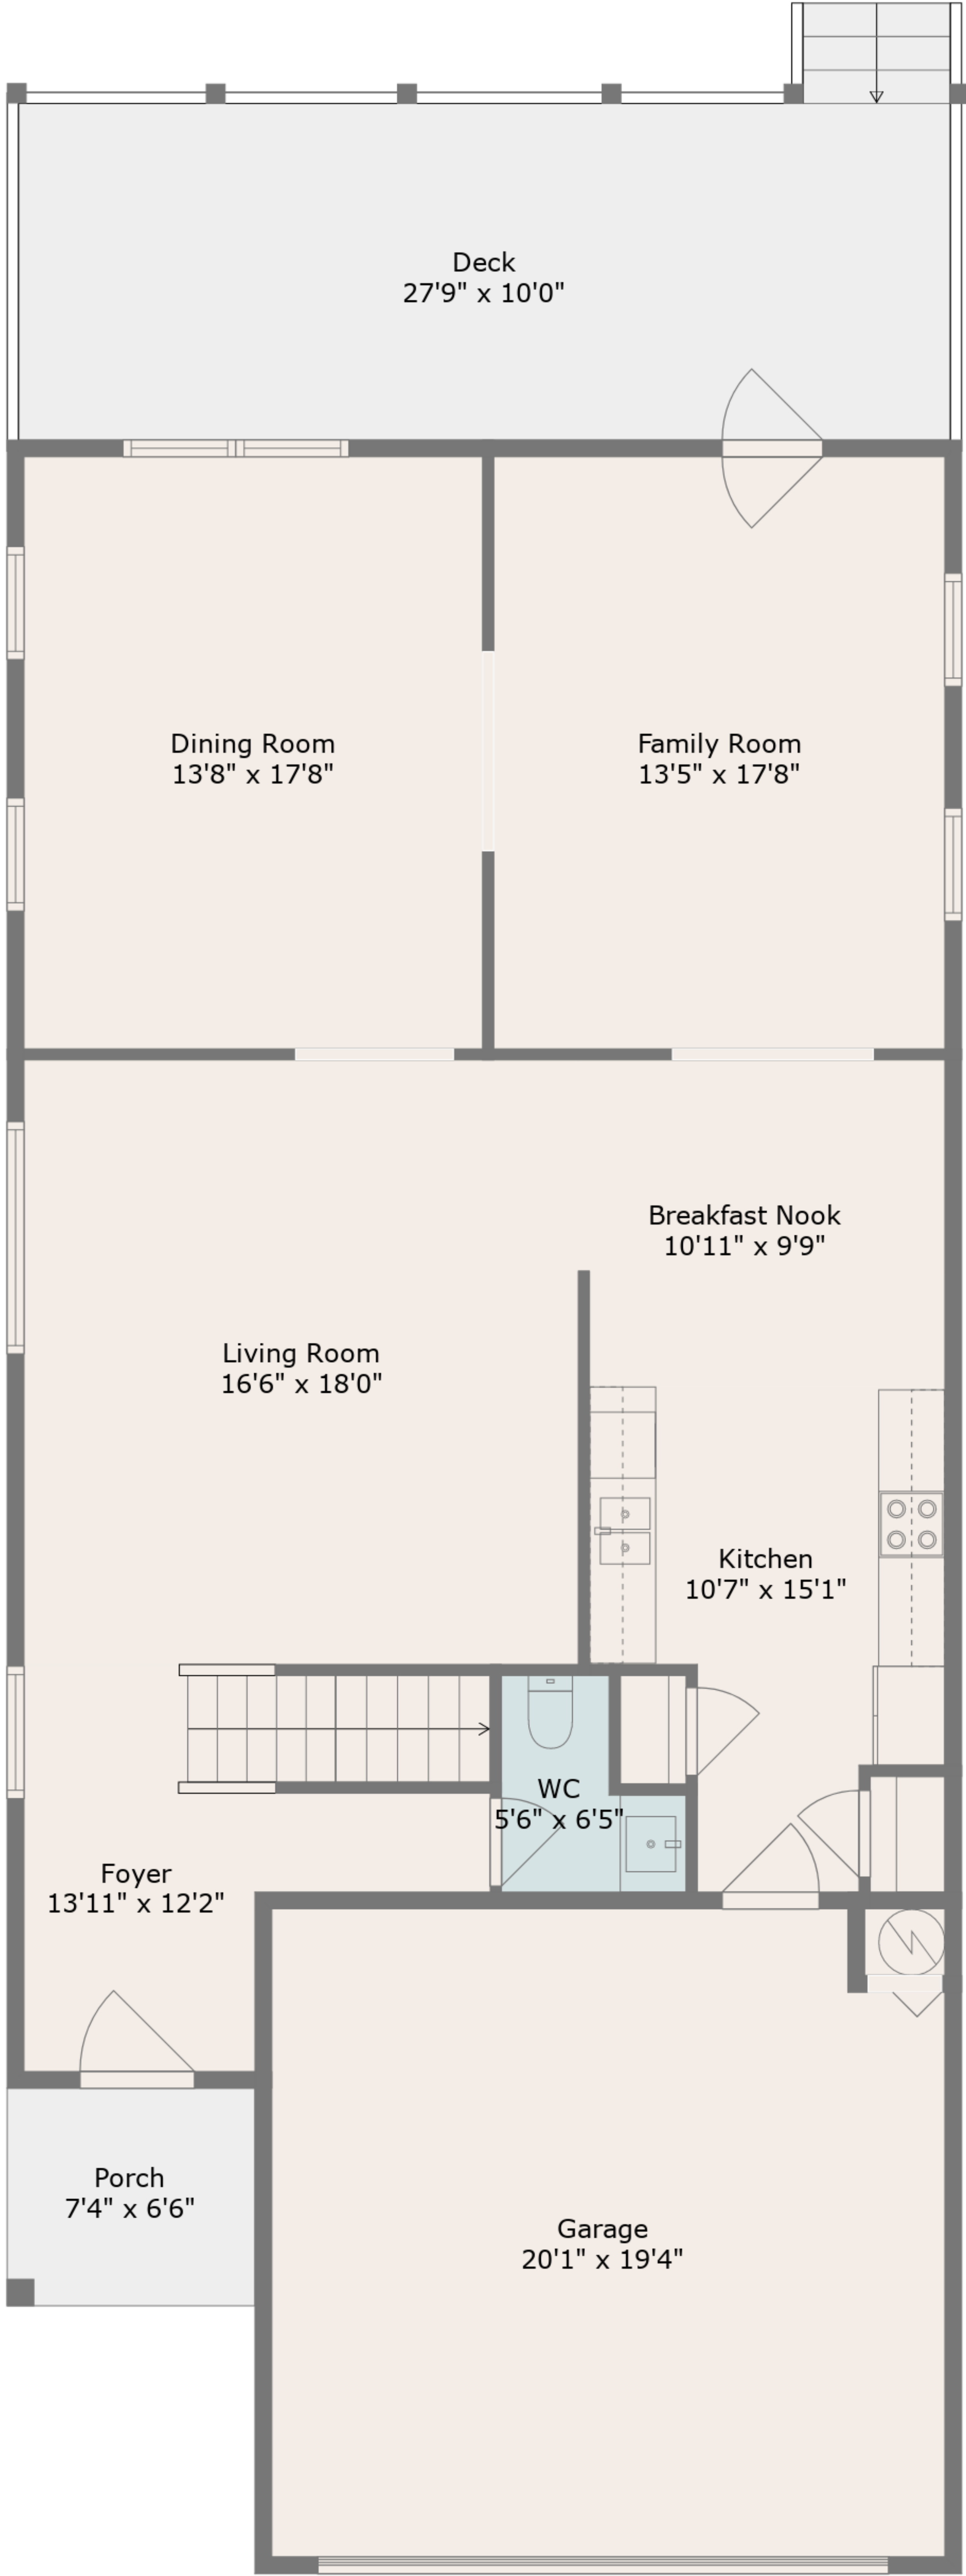 Deck
27'9" x 10'0"
Dining Room
13'8" x 17'8"
Family Room
13'5" x 17'8"
Breakfast Nook
10'11" x 9'9"
Living Room
16'6" x 18'0"
Kitchen
10'7" x 15'1"
WC
5'6" x 6'5"
Foyer
13'11" x 12'2"
Porch
7'4" x 6'6"
Garage
20'1" x 19'4"